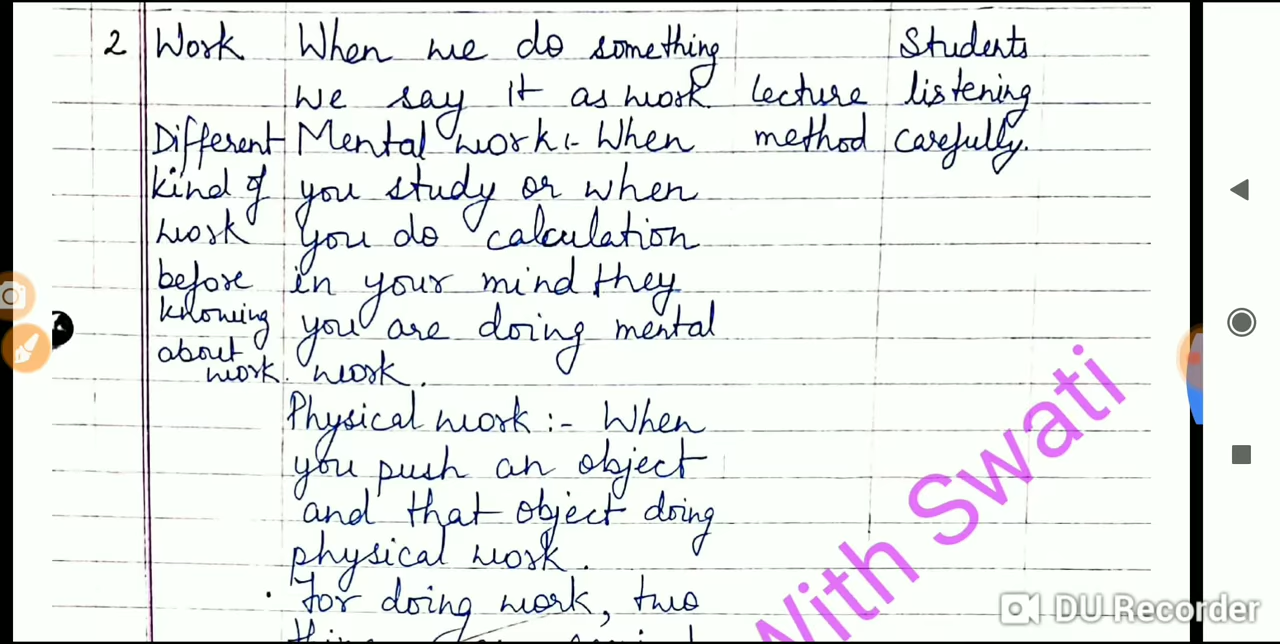 2 Work When we do something Students
we say it as work. Lecture listening
Different Mental work :- When method carefully.
kind of you study or when
work you do calculation
before in your mind they
knowing you are doing mental
about work.
work.
Physical work :- When
you push an object
and that object doing
physical work.
• For doing work, two
With Swati
DU Recorder